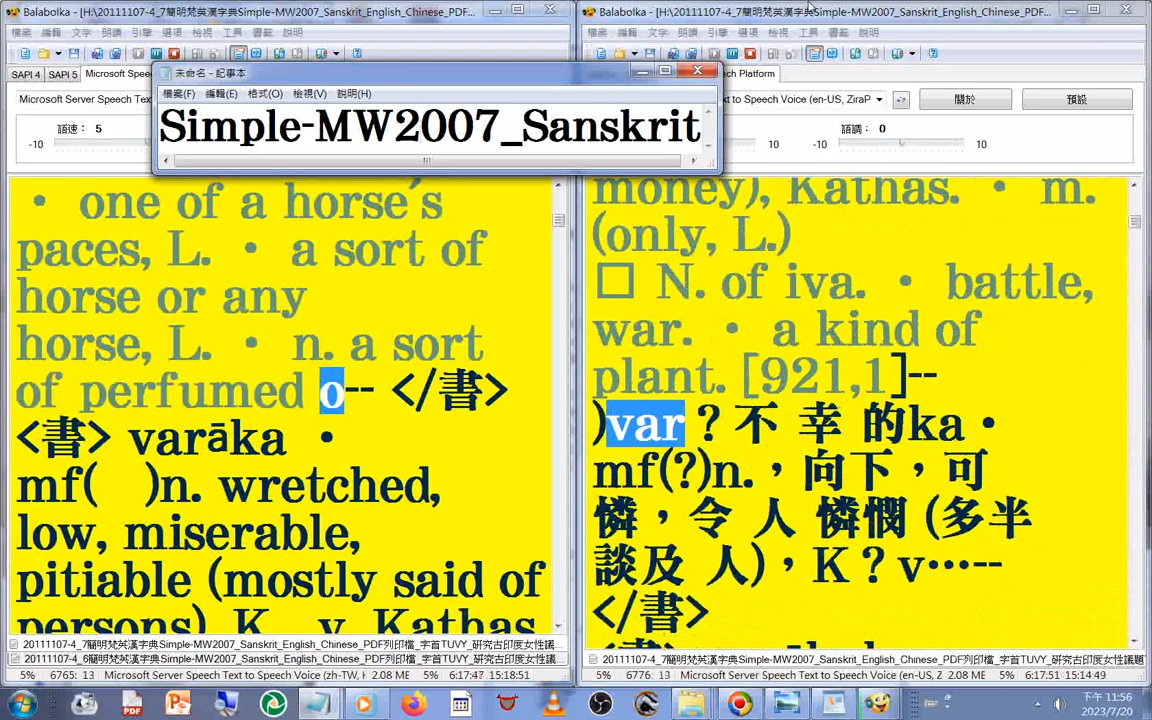 Balabolka - [H:\20111107-4_7簡明梵英漢字典Simple-MW2007_Sanskrit_English_Chinese_PDF...
檔案 編輯 文字 朗讀 引擎 選項 檢視 工具 書籤 說明
SAPI 4 SAPI 5 Microsoft Spee
Microsoft Server Speech Text
語速： 5
-10
未命名 - 記事本
檔案(F) 編輯(E) 格式(O) 檢視(V) 說明(H)
Simple-MW2007_Sanskrit
• one of a horse's
paces, L. • a sort of
horse or any
horse, L. • n. a sort
of perfumed o-- </書>
<書> varāka •
mf( )n. wretched,
low, miserable,
pitiable (mostly said of
persons), K v Kathas
20111107-4_7簡明梵英漢字典Simple-MW2007_Sanskrit_English_Chinese_PDF列印檔_字首TUVY_研究古印度女性議...
20111107-4_6簡明梵英漢字典Simple-MW2007_Sanskrit_English_Chinese_PDF列印檔_字首TUVY_研究古印度女性議...
5% 6765: 13 Microsoft Server Speech Text to Speech Voice (zh-TW, H 2.08 MB 5% 6:17:47 15:18:51
Balabolka - [H:\20111107-4_7簡明梵英漢字典Simple-MW2007_Sanskrit_English_Chinese_PDF...
檔案 編輯 文字 朗讀 引擎 選項 檢視 工具 書籤 說明
ech Platform
t to Speech Voice (en-US, ZiraP 關於 預設
語調： 0
10 -10 10
money), Kathas. • m.
(only, L.)
□ N. of iva. • battle,
war. • a kind of
plant. [921,1]--
)var？不 幸 的ka•
mf(?)n.，向下，可
憐，令 人 憐憫 (多半
談及 人)，K？v…--
</書>
20111107-4_7簡明梵英漢字典Simple-MW2007_Sanskrit_English_Chinese_PDF列印檔_字首TUVY_研究古印度女性議題
5% 6776: 13 Microsoft Server Speech Text to Speech Voice (en-US, 2.08 MB 5% 6:17:51 15:14:49
下午 11:56
2023/7/20